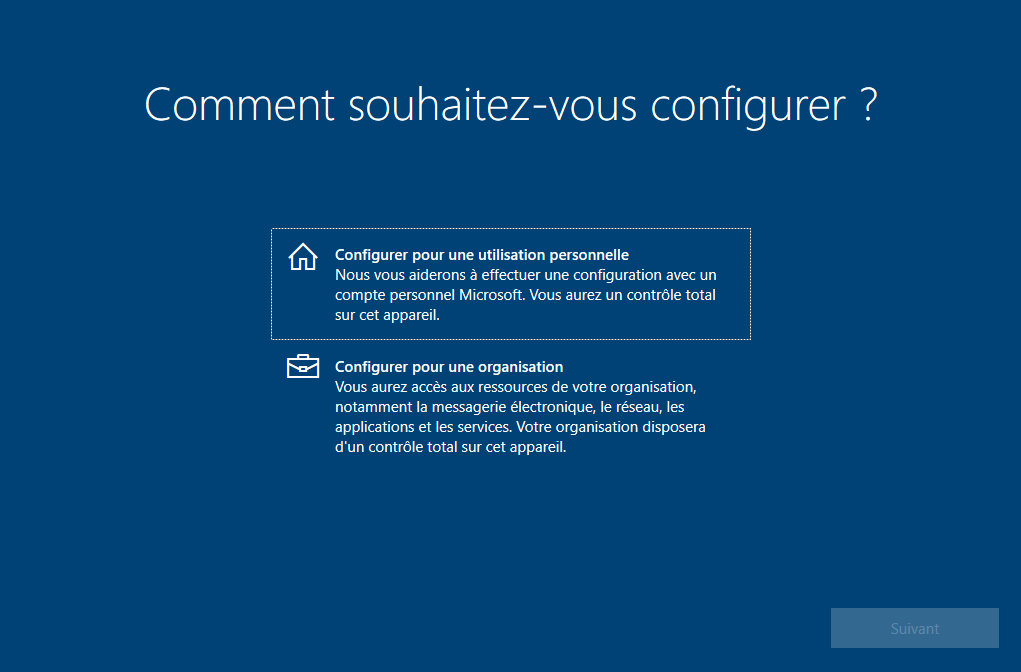 Comment souhaitez-vous configurer ?
Configurer pour une utilisation personnelle
Nous vous aiderons à effectuer une configuration avec un
compte personnel Microsoft. Vous aurez un contrôle total
sur cet appareil.
Configurer pour une organisation
Vous aurez accès aux ressources de votre organisation,
notamment la messagerie électronique, le réseau, les
applications et les services. Votre organisation disposera
d'un contrôle total sur cet appareil.
Suivant